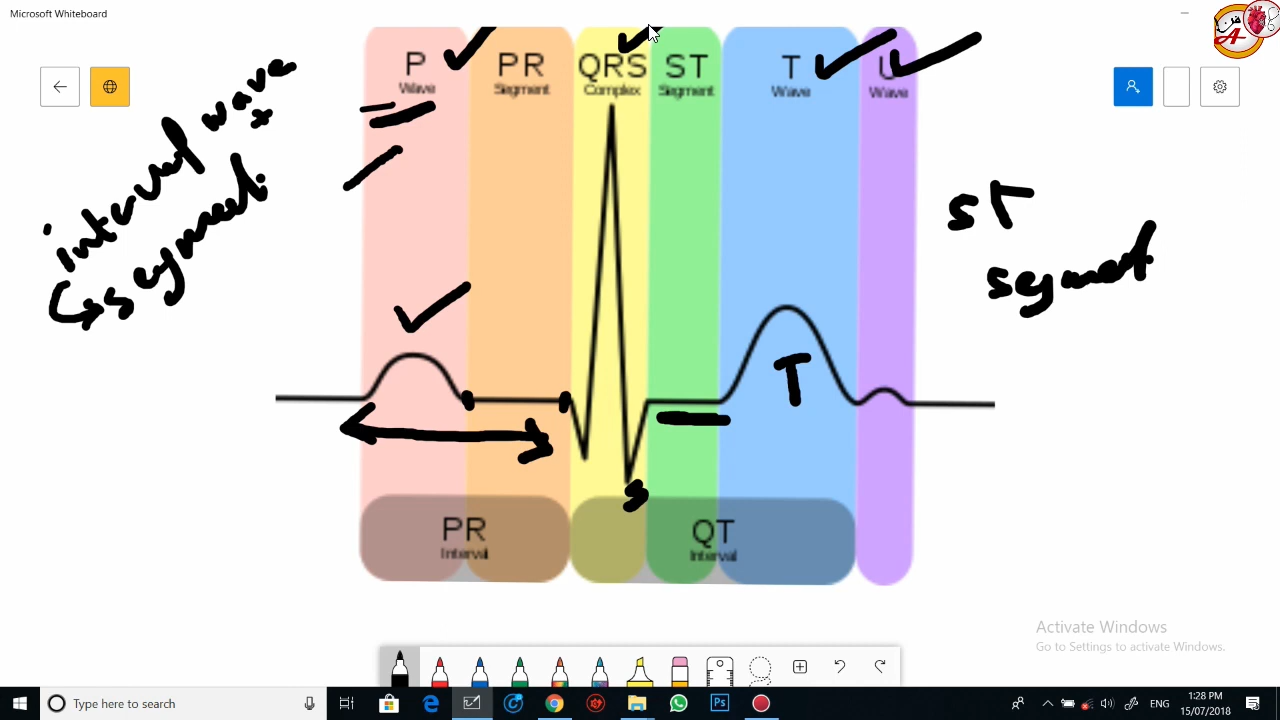 Microsoft Whiteboard
P
Wave
PR
Segment
QRS
Complex
ST
Segment
T
Wave
U
Wave
interval wave
+
segment
ST
segment
T
s
PR
Interval
QT
Interval
Activate Windows
Go to Settings to activate Windows.
Type here to search
ENG
1:28 PM
15/07/2018